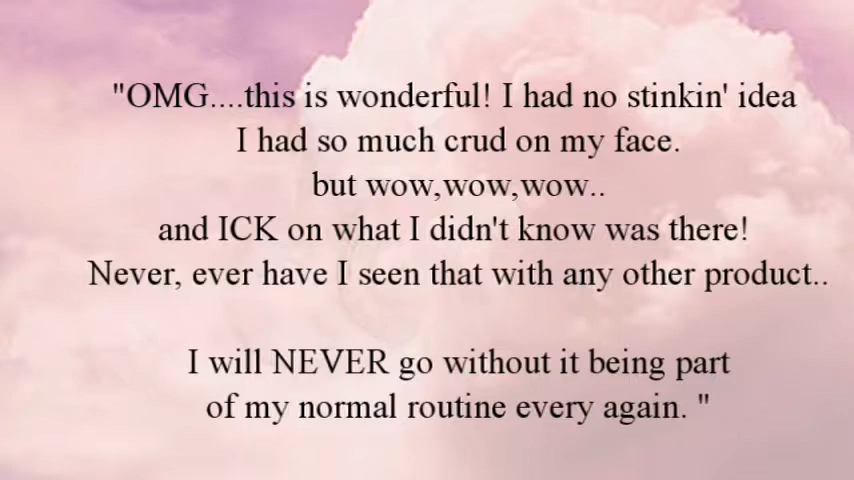 "OMG....this is wonderful! I had no stinkin' idea
I had so much crud on my face.
but wow,wow,wow..
and ICK on what I didn't know was there!
Never, ever have I seen that with any other product..
I will NEVER go without it being part
of my normal routine every again. "